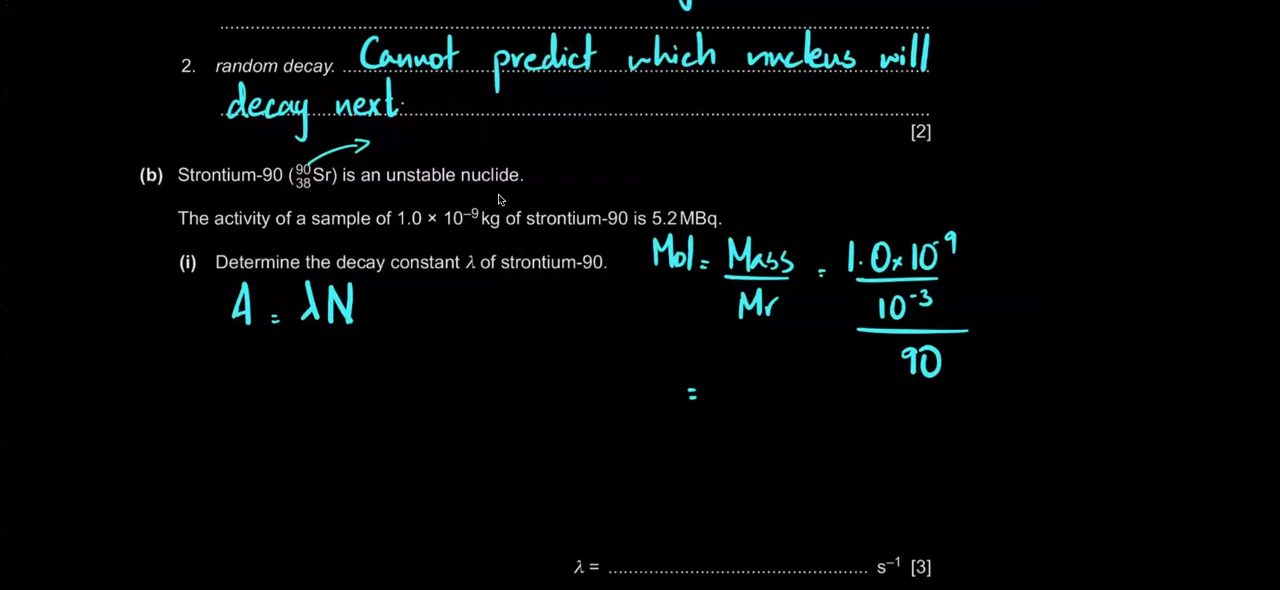 2. random decay. Cannot predict which nucleus will
decay next.
[2]
(b) Strontium-90 (⁹⁰₃₈Sr) is an unstable nuclide.
The activity of a sample of 1.0 × 10⁻⁹ kg of strontium-90 is 5.2 MBq.
(i) Determine the decay constant λ of strontium-90.
A = λN
Mol = Mass / Mr = 1.0 × 10⁻⁹ / 10⁻³ / 90
=
λ = .................................................. s⁻¹ [3]